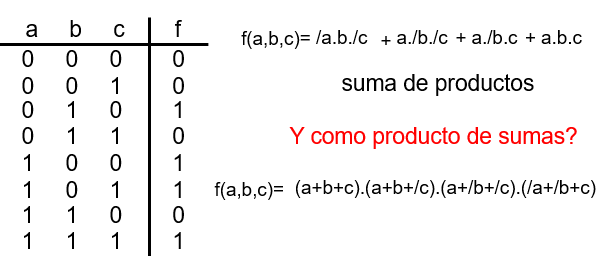 a b c f
0 0 0 0
0 0 1 0
0 1 0 1
0 1 1 0
1 0 0 1
1 0 1 1
1 1 0 0
1 1 1 1
f(a,b,c)= /a.b./c + a./b./c + a./b.c + a.b.c
suma de productos
Y como producto de sumas?
f(a,b,c)= (a+b+c).(a+b+/c).(a+/b+/c).(/a+/b+c)